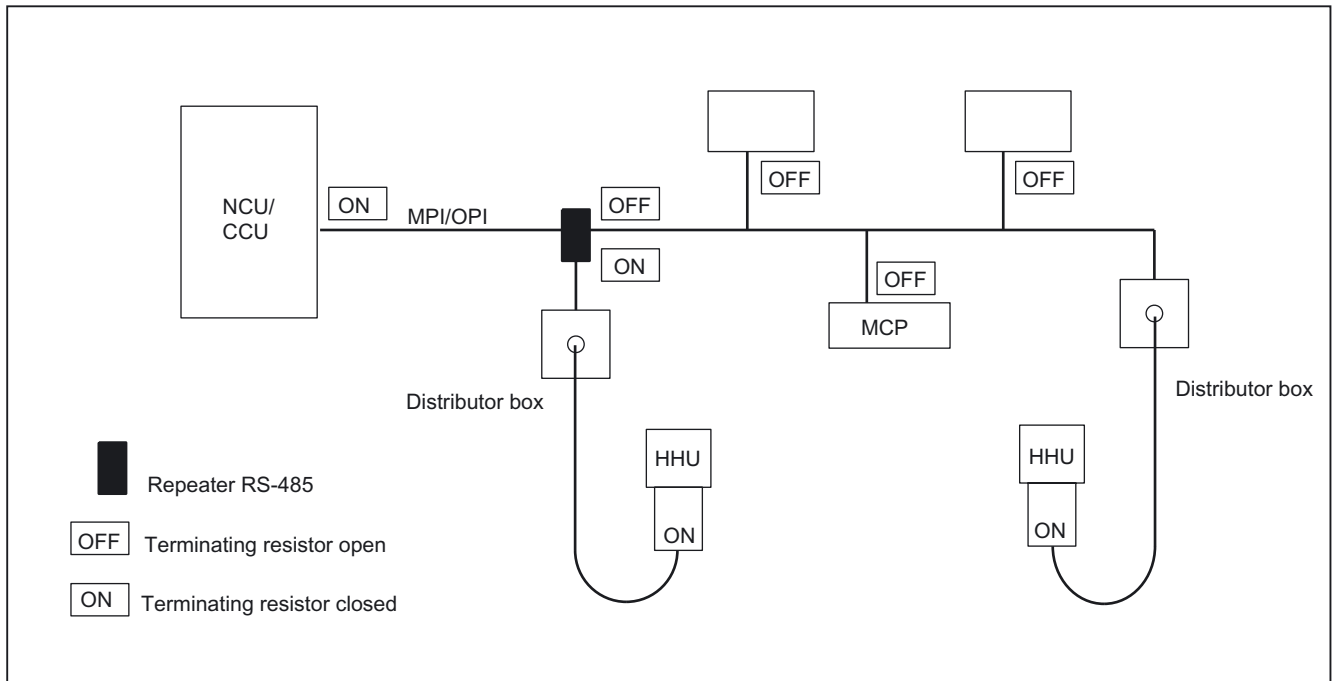 NCU/
CCU
ON
MPI/OPI
OFF
ON
OFF
OFF
OFF
MCP
Distributor box
Distributor box
HHU
ON
HHU
ON
Repeater RS-485
OFF Terminating resistor open
ON Terminating resistor closed